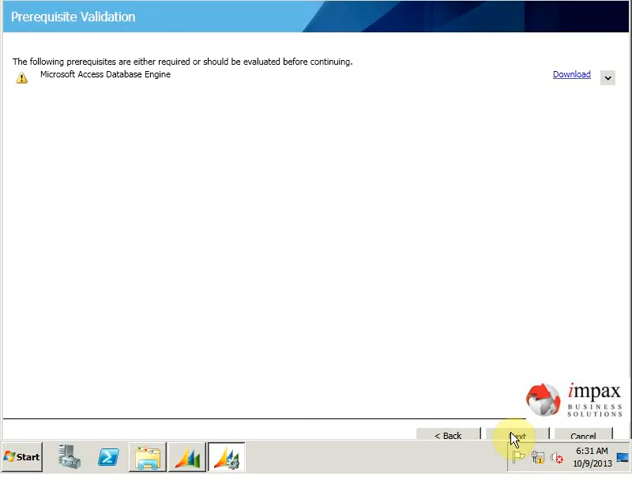 Prerequisite Validation
The following prerequisites are either required or should be evaluated before continuing.
Microsoft Access Database Engine
Download
impax
BUSINESS
SOLUTIONS
< Back
Next
Cancel
Start
6:31 AM
10/9/2013